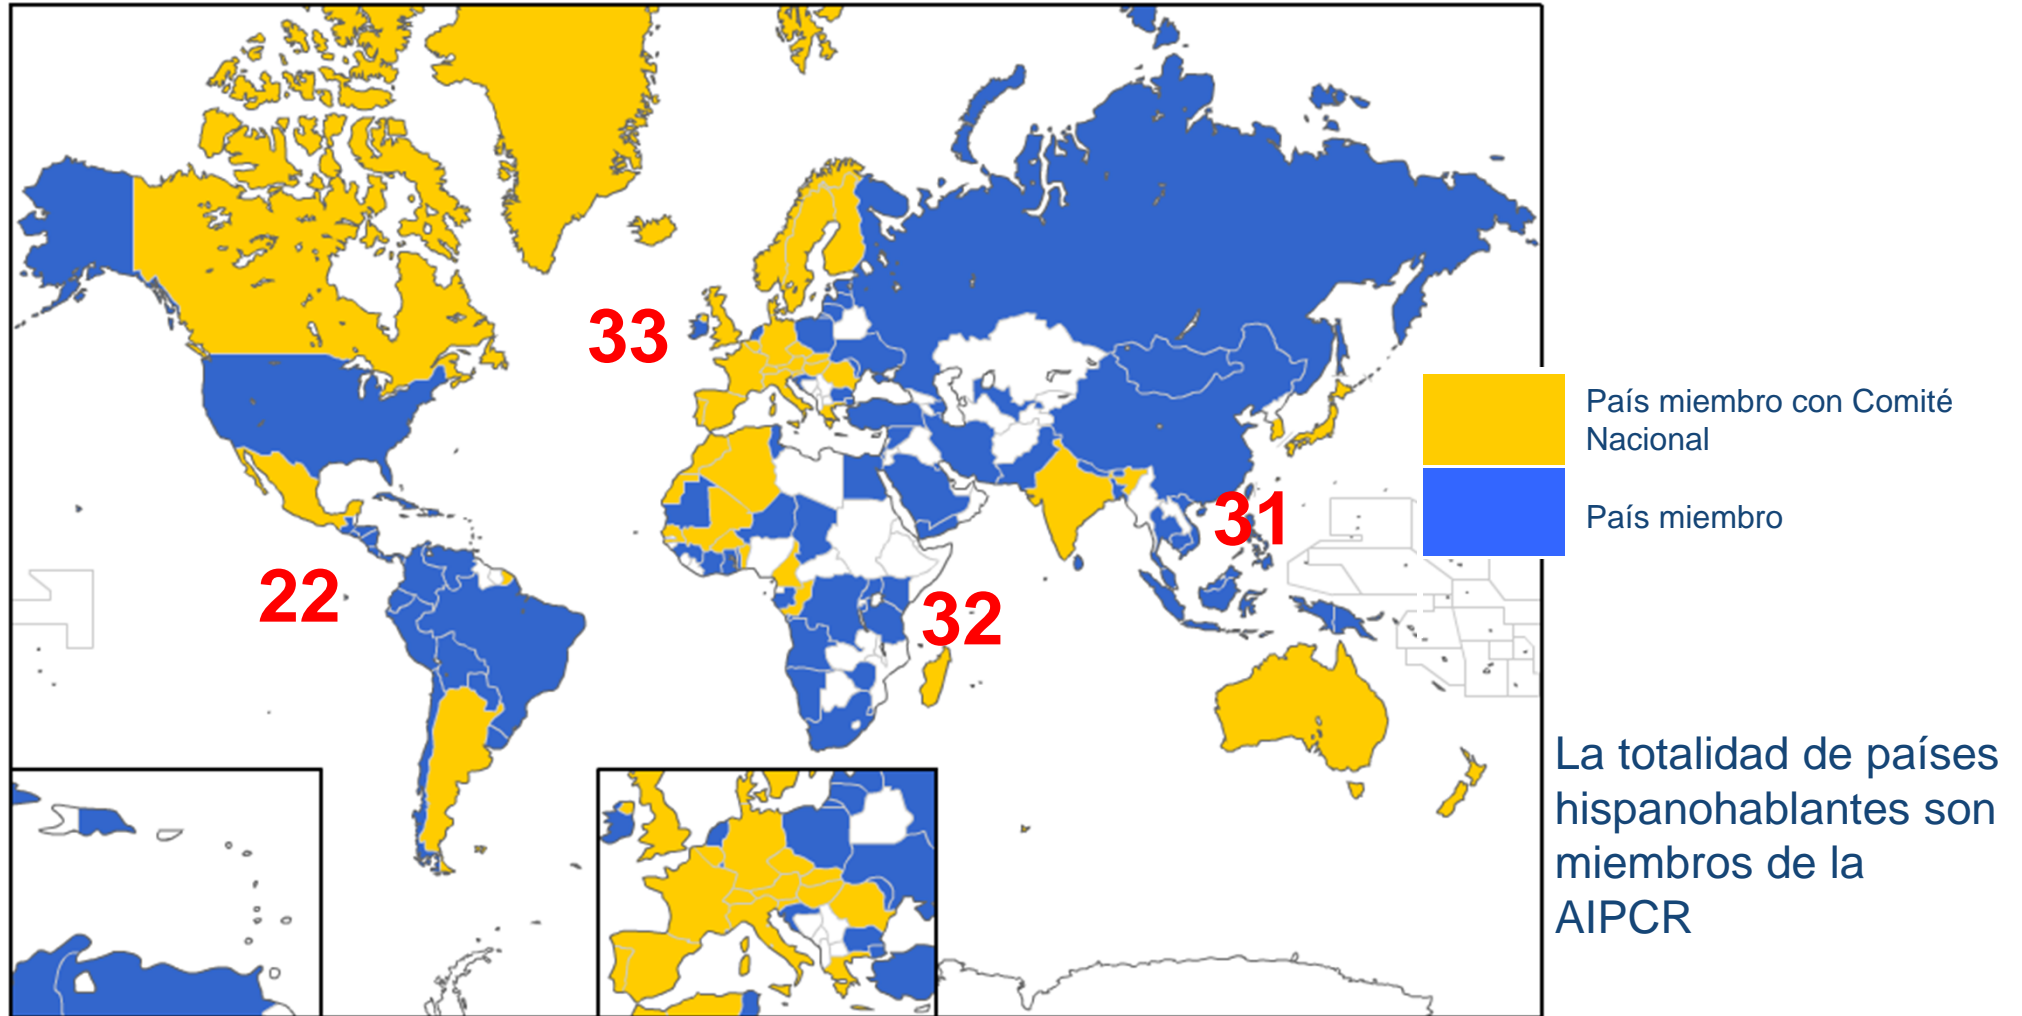 33
22
31
32
País miembro con Comité
Nacional
País miembro
La totalidad de países
hispanohablantes son
miembros de la
AIPCR